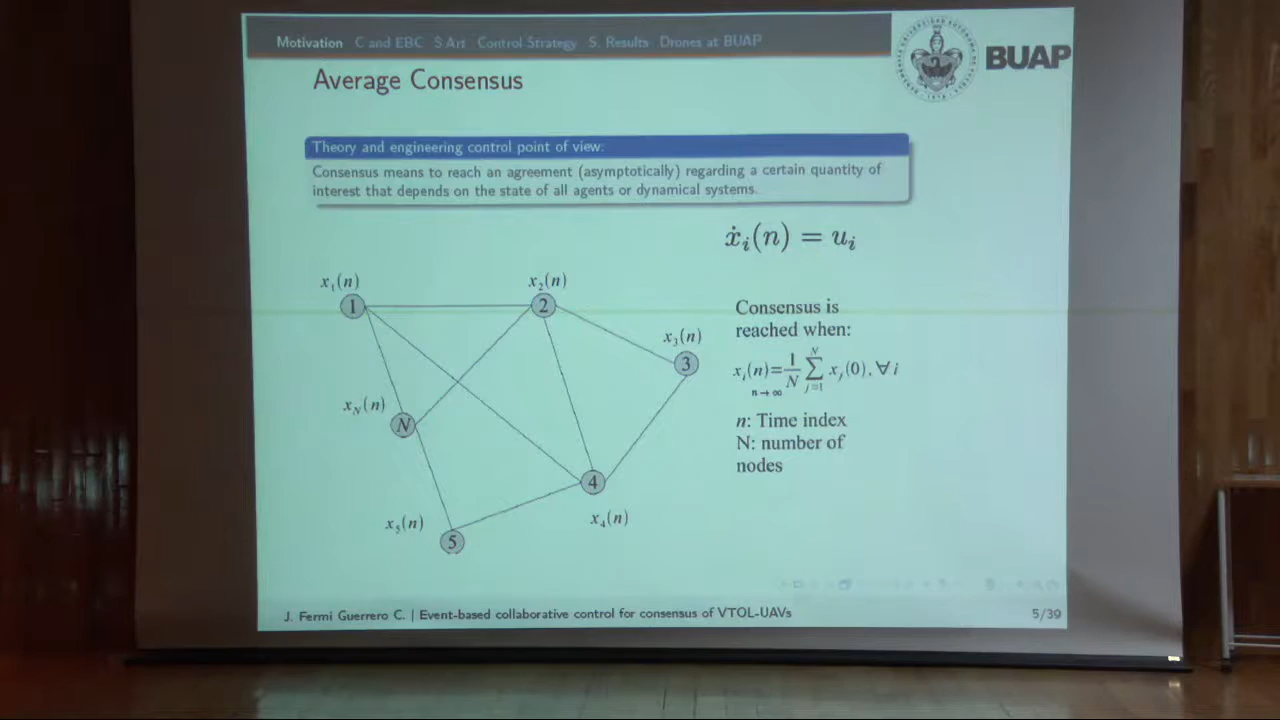 Motivation C and EBC S Art Control Strategy S. Results Drones at BUAP
BUAP
Average Consensus
Theory and engineering control point of view:
Consensus means to reach an agreement (asymptotically) regarding a certain quantity of
interest that depends on the state of all agents or dynamical systems.
ẋᵢ(n) = uᵢ
x₁(n)
x₂(n)
1
2
x₃(n)
3
x_N(n)
N
4
x₄(n)
x₅(n)
5
Consensus is
reached when:
xᵢ(n)=1/N ∑ xⱼ(0), ∀ i
n→∞ j=1 N
n: Time index
N: number of
nodes
J. Fermi Guerrero C. | Event-based collaborative control for consensus of VTOL-UAVs 5/39